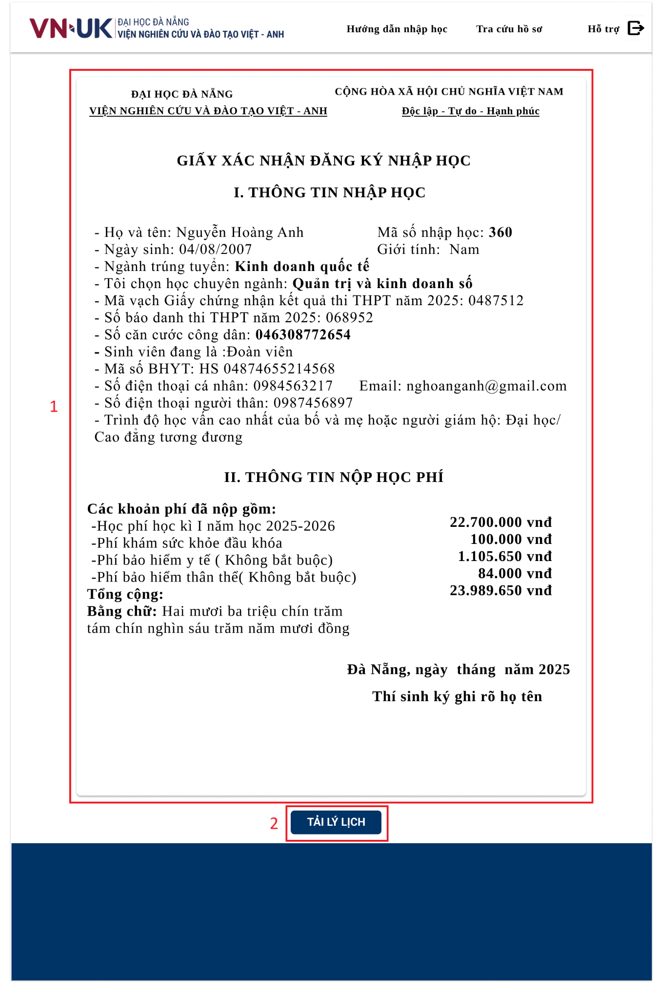 VN UK ĐẠI HỌC ĐÀ NẴNG
VIỆN NGHIÊN CỨU VÀ ĐÀO TẠO VIỆT - ANH
Hướng dẫn nhập học Tra cứu hồ sơ Hỗ trợ
ĐẠI HỌC ĐÀ NẴNG
VIỆN NGHIÊN CỨU VÀ ĐÀO TẠO VIỆT - ANH
CỘNG HÒA XÃ HỘI CHỦ NGHĨA VIỆT NAM
Độc lập - Tự do - Hạnh phúc
GIẤY XÁC NHẬN ĐĂNG KÝ NHẬP HỌC
I. THÔNG TIN NHẬP HỌC
- Họ và tên: Nguyễn Hoàng Anh Mã số nhập học: 360
- Ngày sinh: 04/08/2007 Giới tính: Nam
- Ngành trúng tuyển: Kinh doanh quốc tế
- Tôi chọn học chuyên ngành: Quản trị và kinh doanh số
- Mã vạch Giấy chứng nhận kết quả thi THPT năm 2025: 0487512
- Số báo danh thi THPT năm 2025: 068952
- Số căn cước công dân: 046308772654
- Sinh viên đang là :Đoàn viên
- Mã số BHYT: HS 04874655214568
- Số điện thoại cá nhân: 0984563217 Email: nghoanganh@gmail.com
- Số điện thoại người thân: 0987456897
- Trình độ học vấn cao nhất của bố và mẹ hoặc người giám hộ: Đại học/
Cao đẳng tương đương
1
II. THÔNG TIN NỘP HỌC PHÍ
Các khoản phí đã nộp gồm:
-Học phí học kì I năm học 2025-2026 22.700.000 vnđ
-Phí khám sức khỏe đầu khóa 100.000 vnđ
-Phí bảo hiểm y tế ( Không bắt buộc) 1.105.650 vnđ
-Phí bảo hiểm thân thể( Không bắt buộc) 84.000 vnđ
Tổng cộng: 23.989.650 vnđ
Bằng chữ: Hai mươi ba triệu chín trăm
tám chín nghìn sáu trăm năm mươi đồng
Đà Nẵng, ngày tháng năm 2025
Thí sinh ký ghi rõ họ tên
2
TẢI LÝ LỊCH